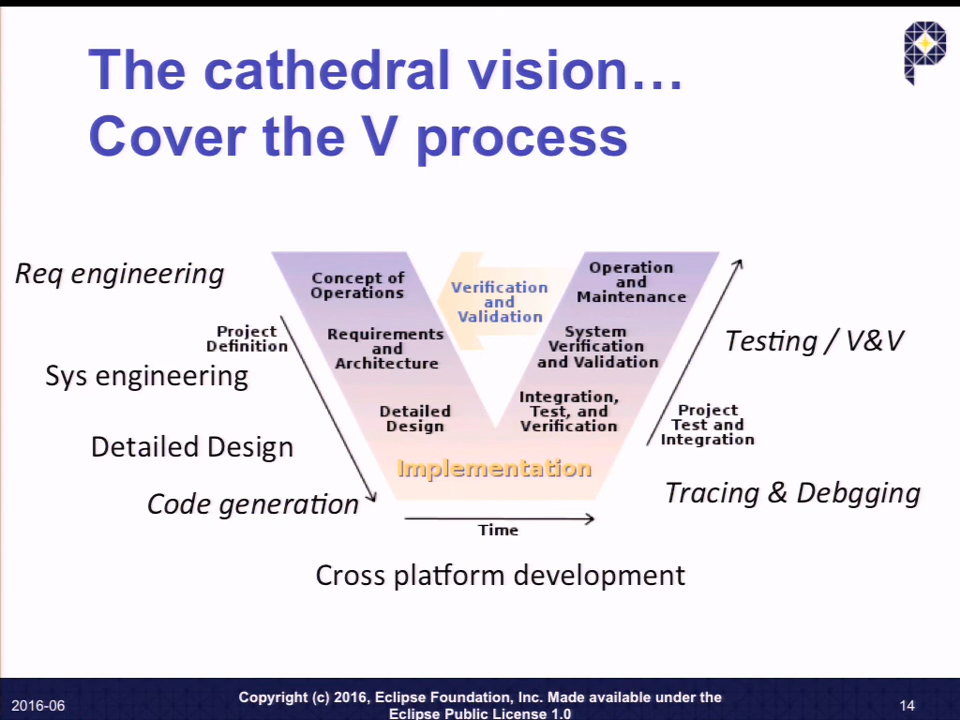 The cathedral vision…
Cover the V process
Req engineering
Concept of
Operations
Verification
and
Validation
Operation
and
Maintenance
Project
Definition
Requirements
and
Architecture
System
Verification
and Validation
Testing / V&V
Sys engineering
Detailed
Design
Integration,
Test, and
Verification
Project
Test and
Integration
Detailed Design
Implementation
Code generation
Tracing & Debgging
Time
Cross platform development
2016-06
Copyright (c) 2016, Eclipse Foundation, Inc. Made available under the
Eclipse Public License 1.0
14